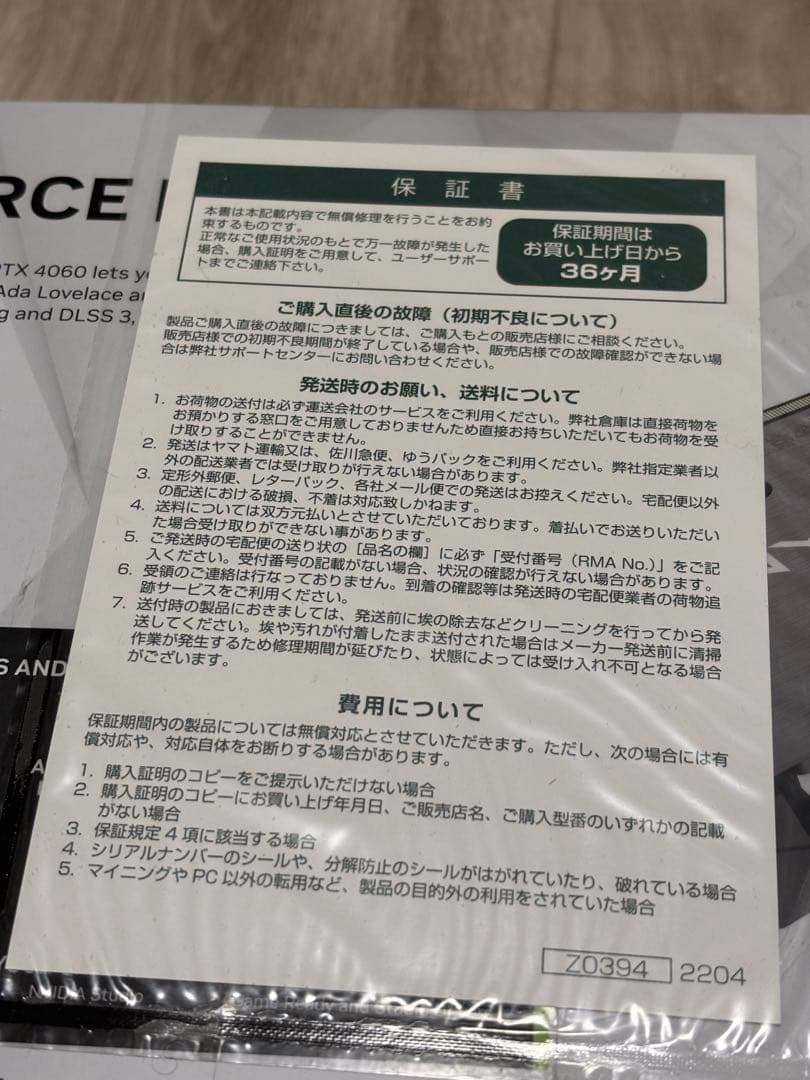 RCE
RTX 4060 lets y
Ada Lovelace a
g and DLSS 3,
保証書
本書は本記載内容で無償修理を行うことをお約
束するものです。
正常なご使用状況のもとで万一故障が発生した
場合、購入証明をご用意して、ユーザーサポー
トまでご連絡下さい。
保証期間は
お買い上げ日から
36ヶ月
ご購入直後の故障（初期不良について）
製品ご購入直後の故障につきましては、ご購入もとの販売店様にご相談ください。
販売店様での初期不良期間が終了している場合や、販売店様での故障確認ができない場
合は弊社サポートセンターにお問い合わせください。
発送時のお願い、送料について
1. お荷物の送付は必ず運送会社のサービスをご利用ください。弊社倉庫は直接荷物を
お預かりする窓口をご用意しておりませんため直接お持ちいただいてもお荷物を受
け取りすることができません。
2. 発送はヤマト運輸又は、佐川急便、ゆうパックをご利用ください。弊社指定業者以
外の配送業者では受け取りが行えない場合があります。
3. 定形外郵便、レターパック、各社メール便での発送はお控えください。宅配便以外
の配送における破損、不着は対応致しかねます。
4. 送料については双方元払いとさせていただいております。着払いでお送りいただい
た場合受け取りができない事があります。
5. ご発送時の宅配便の送り状の［品名の欄］に必ず「受付番号（RMA No.）」をご記
入ください。受付番号の記載がない場合、状況の確認が行えない場合があります。
6. 受領のご連絡は行なっておりません。到着の確認等は発送時の宅配便業者の荷物追
跡サービスをご利用ください。
7. 送付時の製品におきましては、発送前に埃の除去などクリーニングを行ってから発
送してください。埃や汚れが付着したまま送付された場合はメーカー発送前に清掃
作業が発生するため修理期間が延びたり、状態によっては受け入れ不可となる場合
がございます。
S AND
費用について
保証期間内の製品については無償対応とさせていただきます。ただし、次の場合には有
償対応や、対応自体をお断りする場合があります。
1. 購入証明のコピーをご提示いただけない場合
2. 購入証明のコピーにお買い上げ年月日、ご販売店名、ご購入型番のいずれかの記載
がない場合
3. 保証規定4項に該当する場合
4. シリアルナンバーのシールや、分解防止のシールがはがれていたり、破れている場合
5. マイニングやPC以外の転用など、製品の目的外の利用をされていた場合
Z0394 2204
NVIDIA Studio
Game Ready and Stu